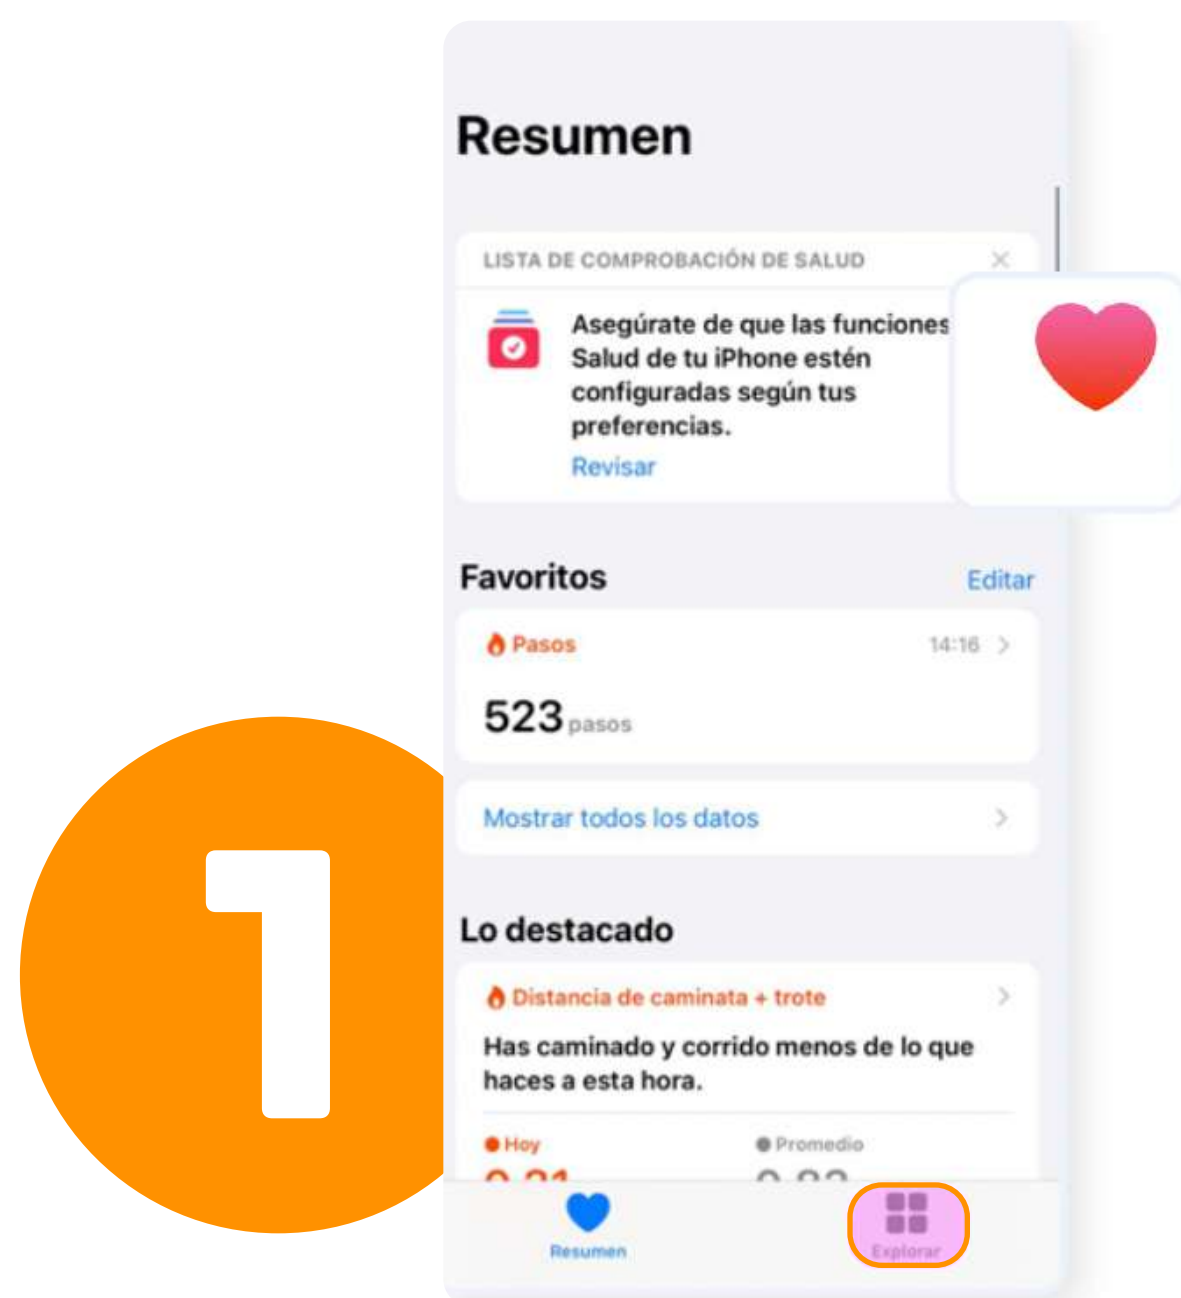 Resumen
LISTA DE COMPROBACIÓN DE SALUD
Asegúrate de que las funciones
Salud de tu iPhone estén
configuradas según tus
preferencias.
Revisar
Favoritos
Editar
Pasos
14:16
523 pasos
Mostrar todos los datos
1
Lo destacado
Distancia de caminata + trote
Has caminado y corrido menos de lo que
haces a esta hora.
Hoy
Promedio
Resumen
Explorar